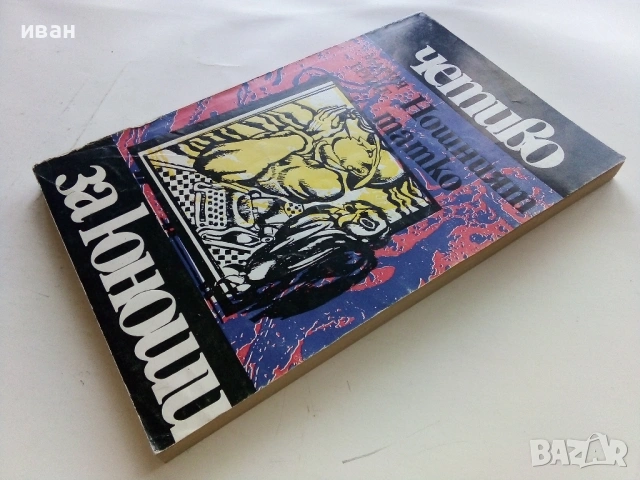 иван
четиво
Нощният
татко
за юноши
BAZAR